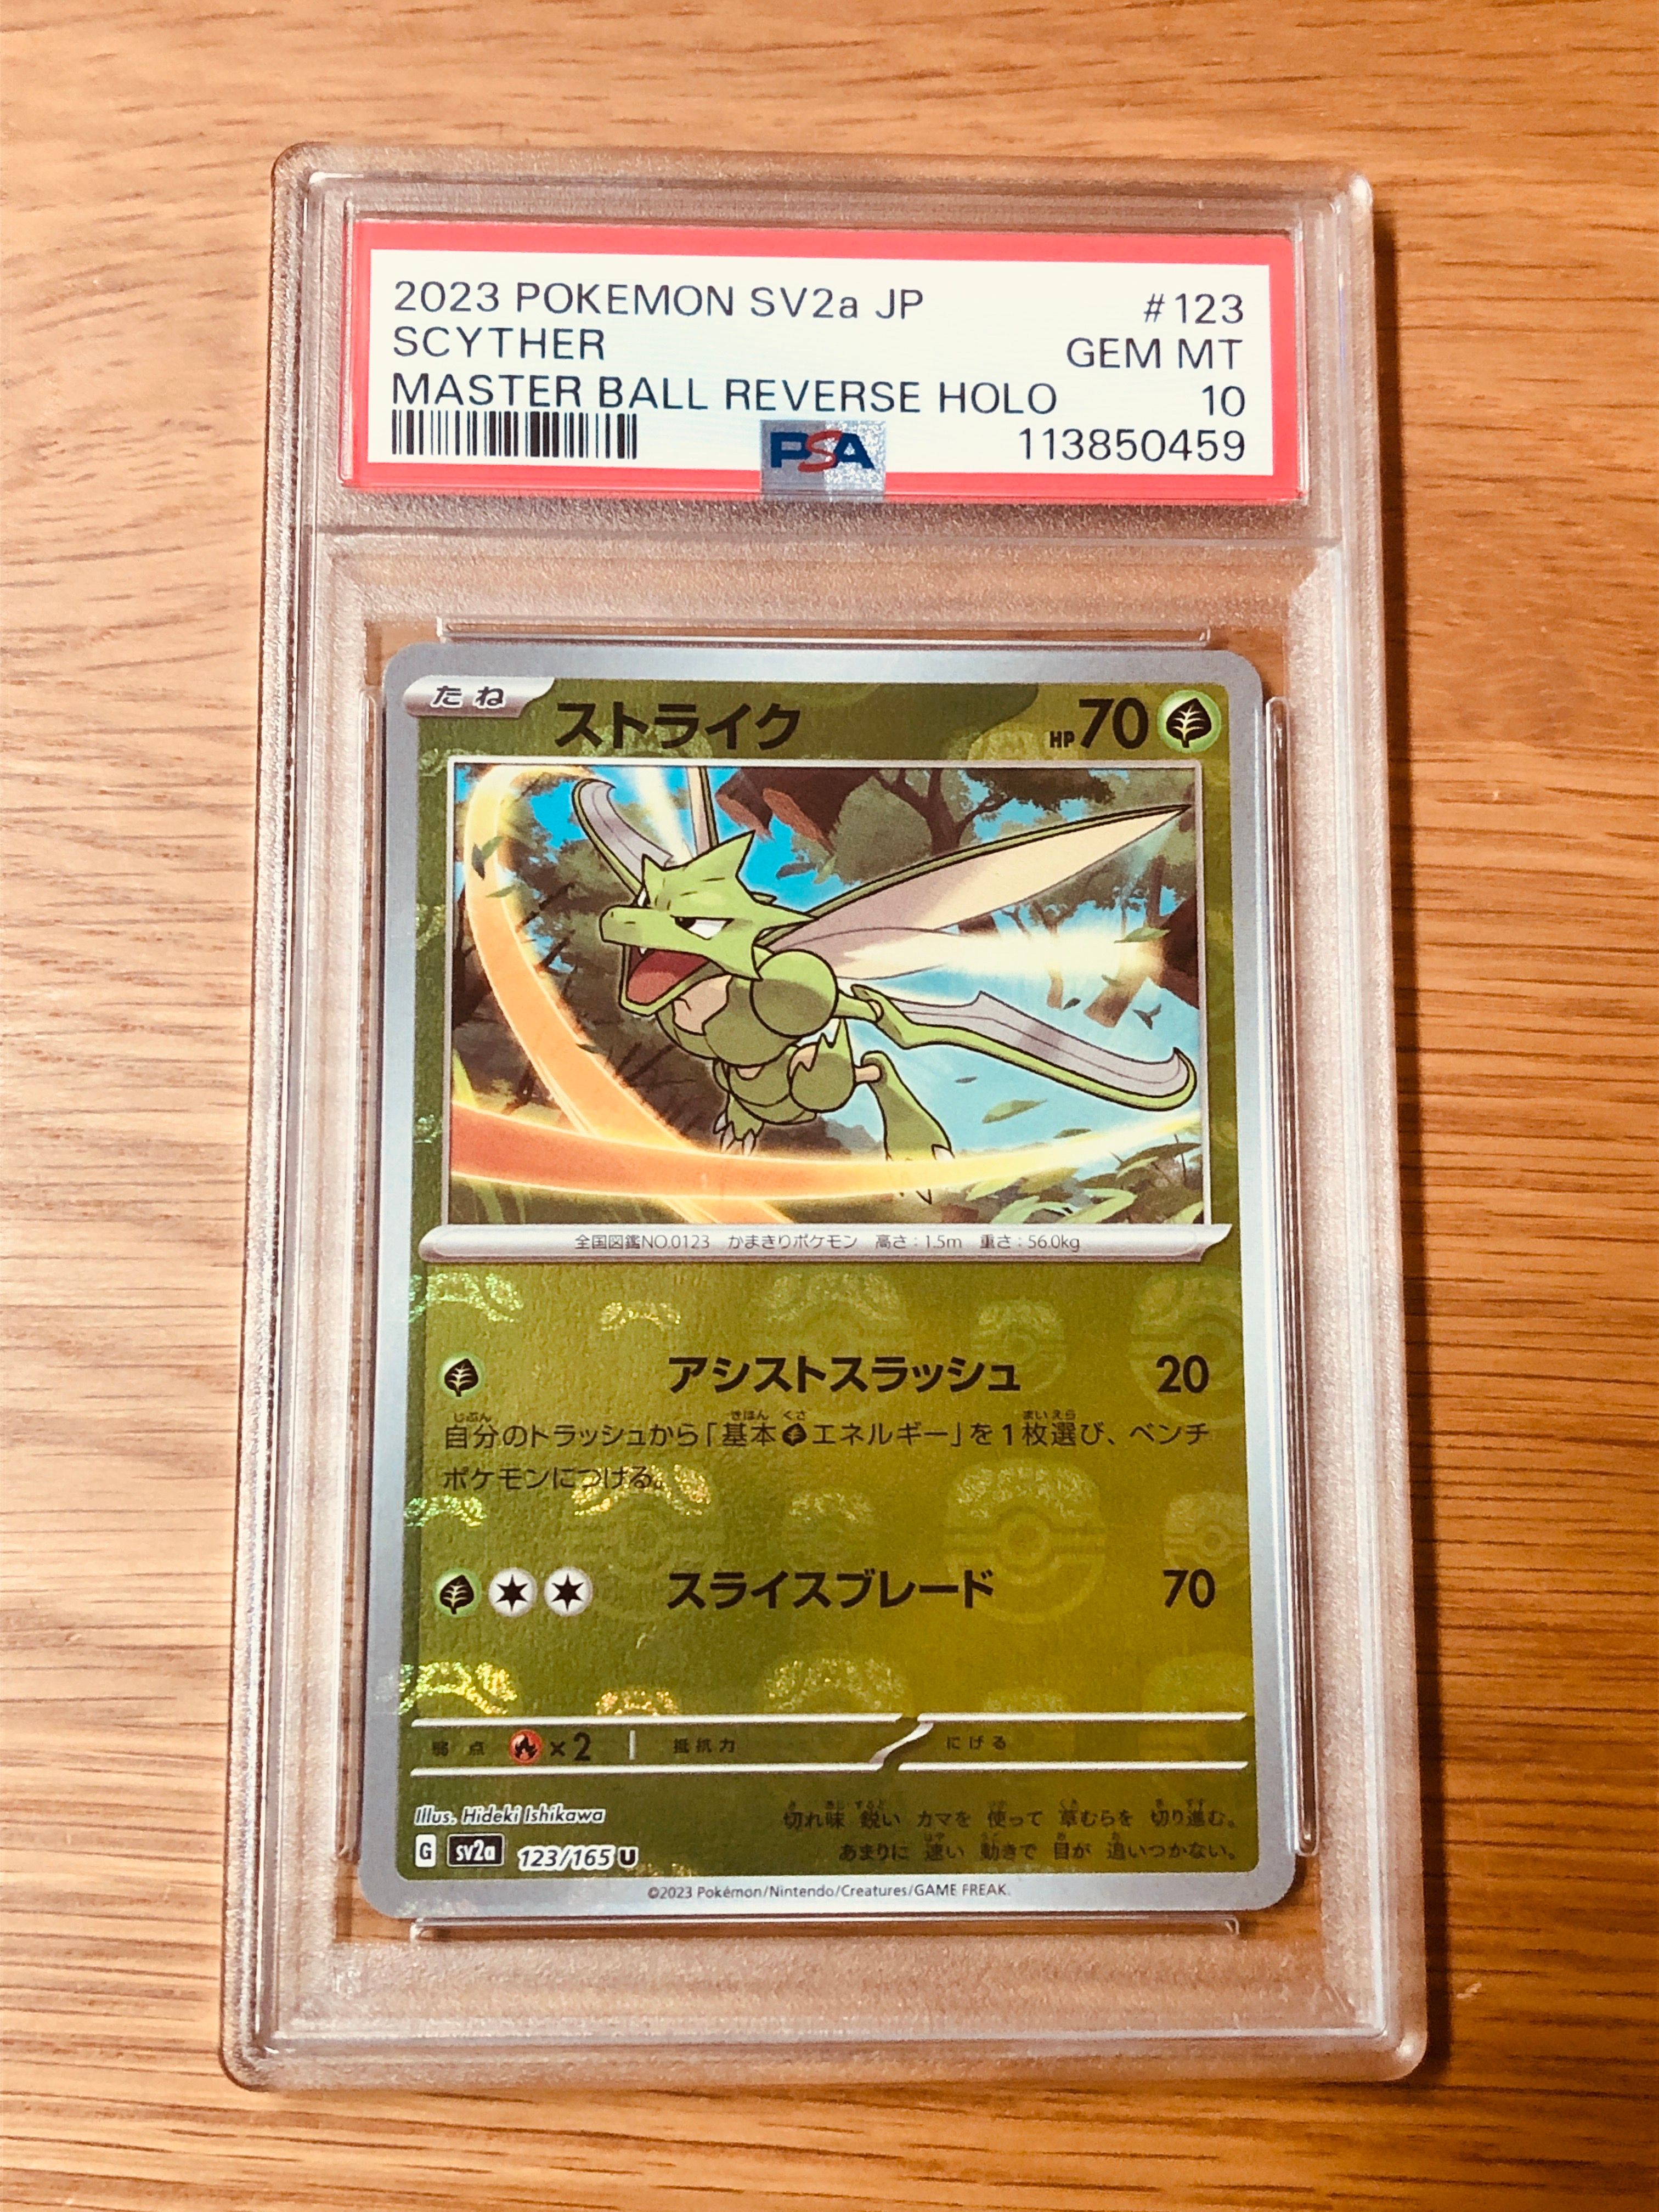 2023 POKEMON SV2a JP #123
SCYTHER GEM MT
MASTER BALL REVERSE HOLO 10
PSA 113850459
たね ストライク HP70
全国図鑑NO.0123 かまきりポケモン 高さ:1.5m 重さ:56.0kg
アシストスラッシュ 20
自分のトラッシュから「基本エネルギー」を1枚選び、ベンチ
ポケモンにつける。
スライスブレード 70
弱点 ×2 抵抗力 にげる
Illus. Hideki Ishikawa
切れ味 鋭い カマを 使って 草むらを 切り進む。
G sv2a 123/165 U
あまりに 速い 動きで 目が 追いつかない。
©2023 Pokémon/Nintendo/Creatures/GAME FREAK.